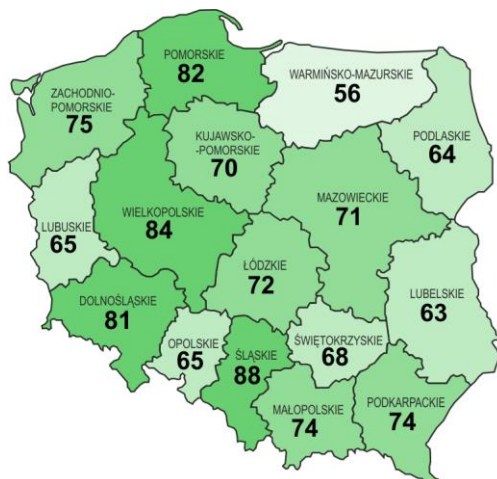 POMORSKIE
82
WARMIŃSKO-MAZURSKIE
56
ZACHODNIO-
POMORSKIE
75
KUJAWSKO-
-POMORSKIE
70
PODLASKIE
64
MAZOWIECKIE
71
WIELKOPOLSKIE
84
LUBUSKIE
65
ŁÓDZKIE
72
LUBELSKIE
63
DOLNOŚLĄSKIE
81
OPOLSKIE
65
ŚLĄSKIE
88
ŚWIĘTOKRZYSKIE
68
MAŁOPOLSKIE
74
PODKARPACKIE
74